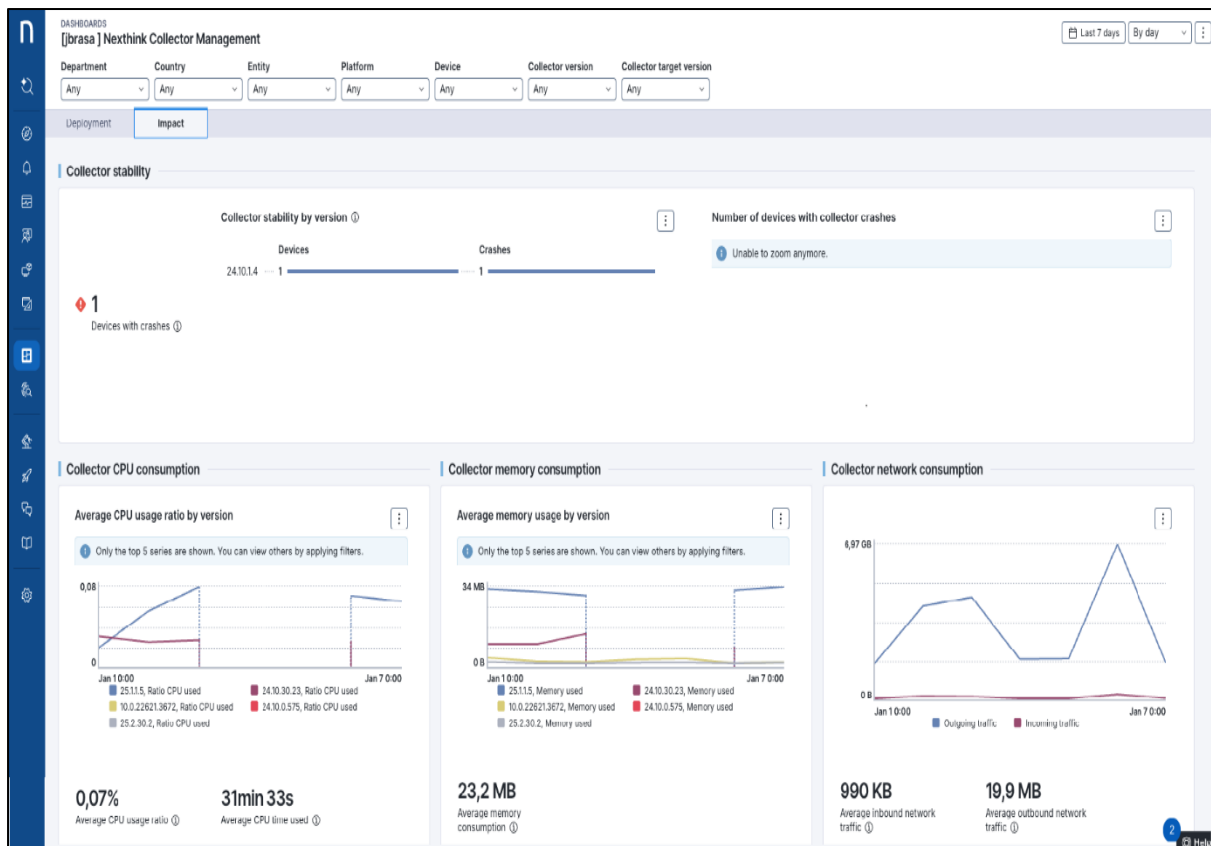 n
DASHBOARDS
[jbrasa ] Nexthink Collector Management
Last 7 days
By day
Department
Country
Entity
Platform
Device
Collector version
Collector target version
Any
Any
Any
Any
Any
Any
Any
Deployment
Impact
Collector stability
Collector stability by version
Devices
Crashes
24.10.1.4
1
1
1
Devices with crashes
Number of devices with collector crashes
Unable to zoom anymore.
Collector CPU consumption
Average CPU usage ratio by version
Only the top 5 series are shown. You can view others by applying filters.
0,08
0
Jan 1 0:00
Jan 7 0:00
25.1.1.5, Ratio CPU used
24.10.30.23, Ratio CPU used
10.0.22621.3672, Ratio CPU used
24.10.0.575, Ratio CPU used
25.2.30.2, Ratio CPU used
0,07%
Average CPU usage ratio
31min 33s
Average CPU time used
Collector memory consumption
Average memory usage by version
Only the top 5 series are shown. You can view others by applying filters.
34 MB
0 B
Jan 1 0:00
Jan 7 0:00
25.1.1.5, Memory used
24.10.30.23, Memory used
10.0.22621.3672, Memory used
24.10.0.575, Memory used
25.2.30.2, Memory used
23,2 MB
Average memory
consumption
Collector network consumption
6,97 GB
0 B
Jan 1 0:00
Jan 7 0:00
Outgoing traffic
Incoming traffic
990 KB
Average inbound network
traffic
19,9 MB
Average outbound network
traffic
2
Help